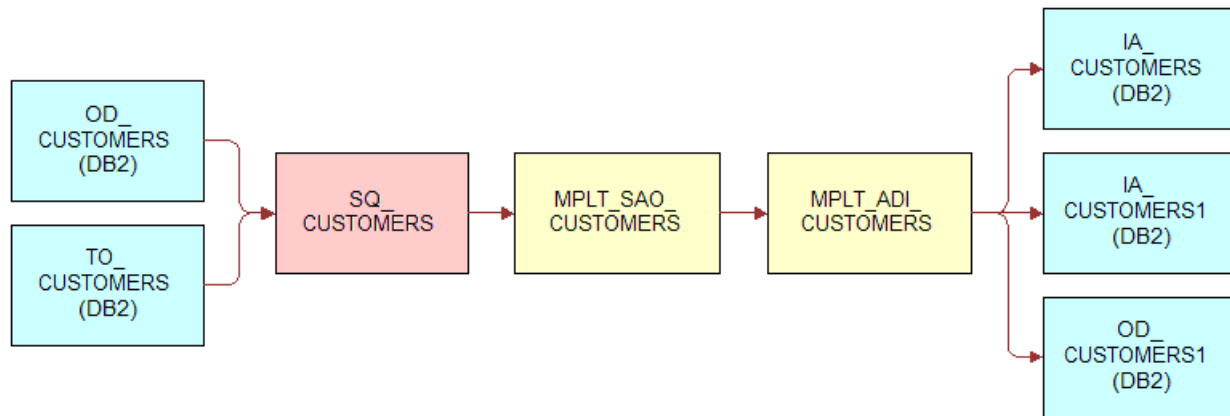 OD_
CUSTOMERS
(DB2)
TO_
CUSTOMERS
(DB2)
SQ_
CUSTOMERS
MPLT_SAO_
CUSTOMERS
MPLT_ADI_
CUSTOMERS
IA_
CUSTOMERS
(DB2)
IA_
CUSTOMERS1
(DB2)
OD_
CUSTOMERS1
(DB2)